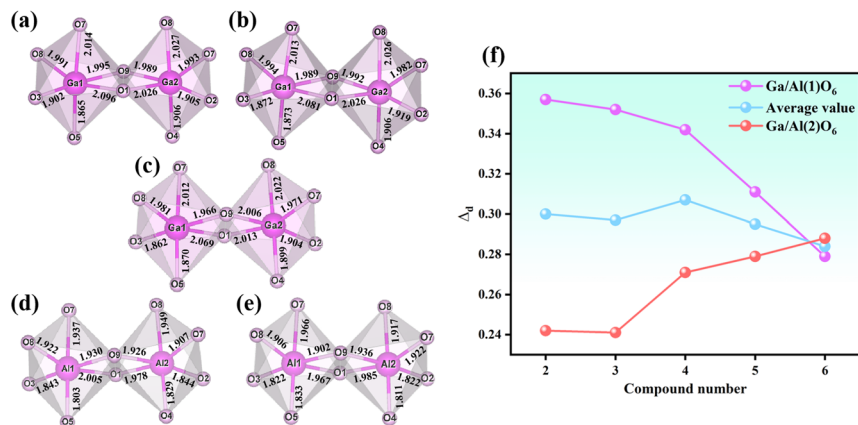 (a)
O7
O8
2.014
2.027
O8
1.991
1.995
O9
1.989
1.993
O7
Ga1
Ga2
O3
1.902
2.096
O1
2.026
1.905
O2
1.865
1.906
O5
O4
(b)
O7
O8
2.013
2.026
O8
1.994
1.989
O9
1.992
1.982
O7
Ga1
Ga2
O3
1.872
2.081
O1
2.026
1.919
O2
1.873
1.906
O5
O4
(c)
O7
O8
2.012
2.022
O8
1.981
1.966
O9
2.006
1.971
O7
Ga1
Ga2
O3
1.862
2.069
O1
2.013
1.904
O2
1.870
1.899
O5
O4
(d)
O7
O8
1.937
1.949
O8
1.922
1.930
O9
1.926
1.907
O7
Al1
Al2
O3
1.843
2.005
O1
1.978
1.844
O2
1.803
1.829
O5
O4
(e)
O7
O8
1.966
1.917
O8
1.906
1.902
O9
1.936
1.922
O7
Al1
Al2
O3
1.822
1.967
O1
1.985
1.822
O2
1.833
1.811
O5
O4
(f)
Ga/Al(1)O₆
Average value
Ga/Al(2)O₆
Δd
0.36
0.34
0.32
0.30
0.28
0.26
0.24
2 3 4 5 6
Compound number